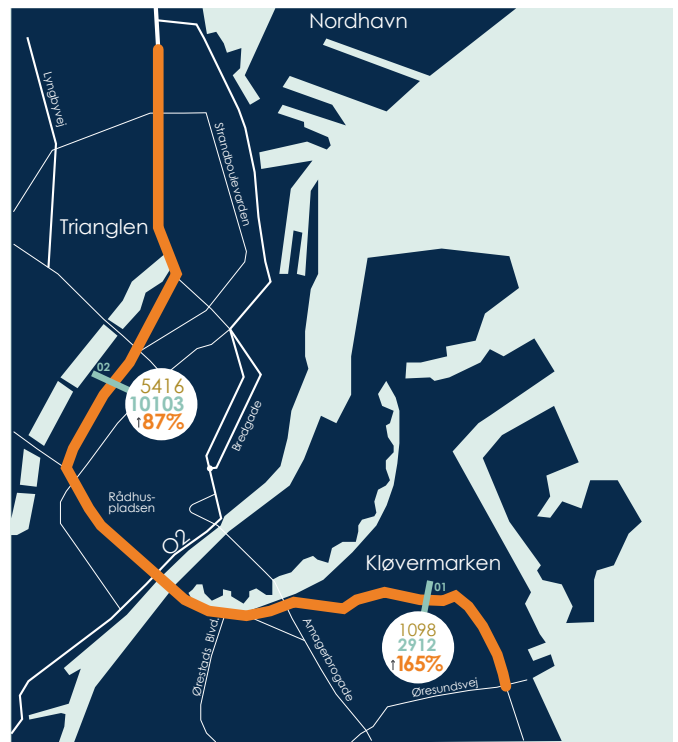 Nordhavn
Lyngbyvej
Strandboulevarden
Trianglen
02
5416
10103
↑87%
Bredgade
Rådhus-
pladsen
O2
Kløvermarken
01
1098
2912
↑165%
Ørestads Blvd.
Amagerbrogade
Øresundsvej